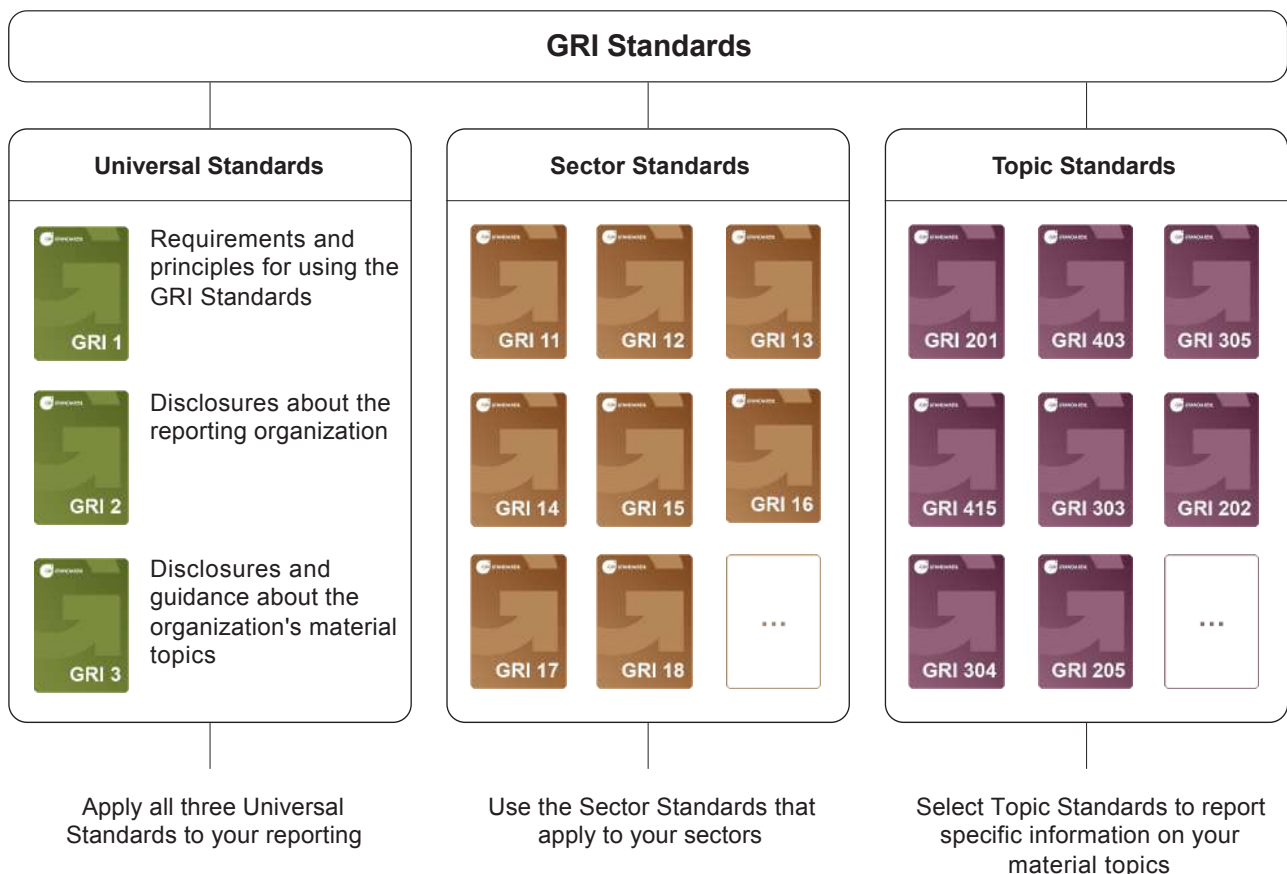 GRI Standards
Universal Standards
GRI 1
Requirements and
principles for using the
GRI Standards
GRI 2
Disclosures about the
reporting organization
GRI 3
Disclosures and
guidance about the
organization's material
topics
Apply all three Universal
Standards to your reporting
Sector Standards
GRI 11
GRI 12
GRI 13
GRI 14
GRI 15
GRI 16
GRI 17
GRI 18
...
Use the Sector Standards that
apply to your sectors
Topic Standards
GRI 201
GRI 403
GRI 305
GRI 415
GRI 303
GRI 202
GRI 304
GRI 205
...
Select Topic Standards to report
specific information on your
material topics